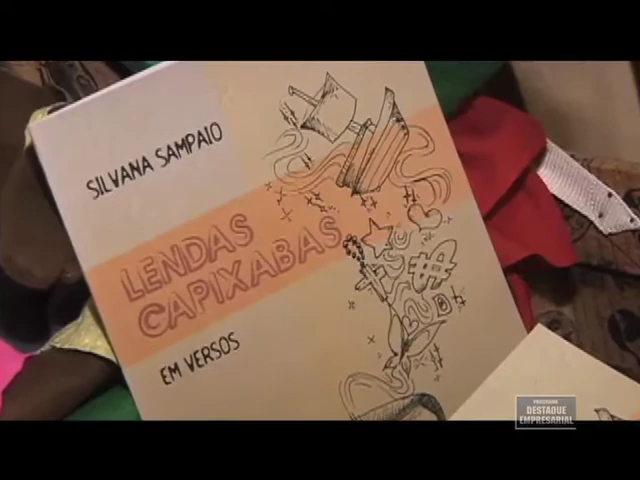 SILVANA SAMPAIO
LENDAS
CAPIXABAS
EM VERSOS
PROGRAMA
DESTAQUE
EMPRESARIAL